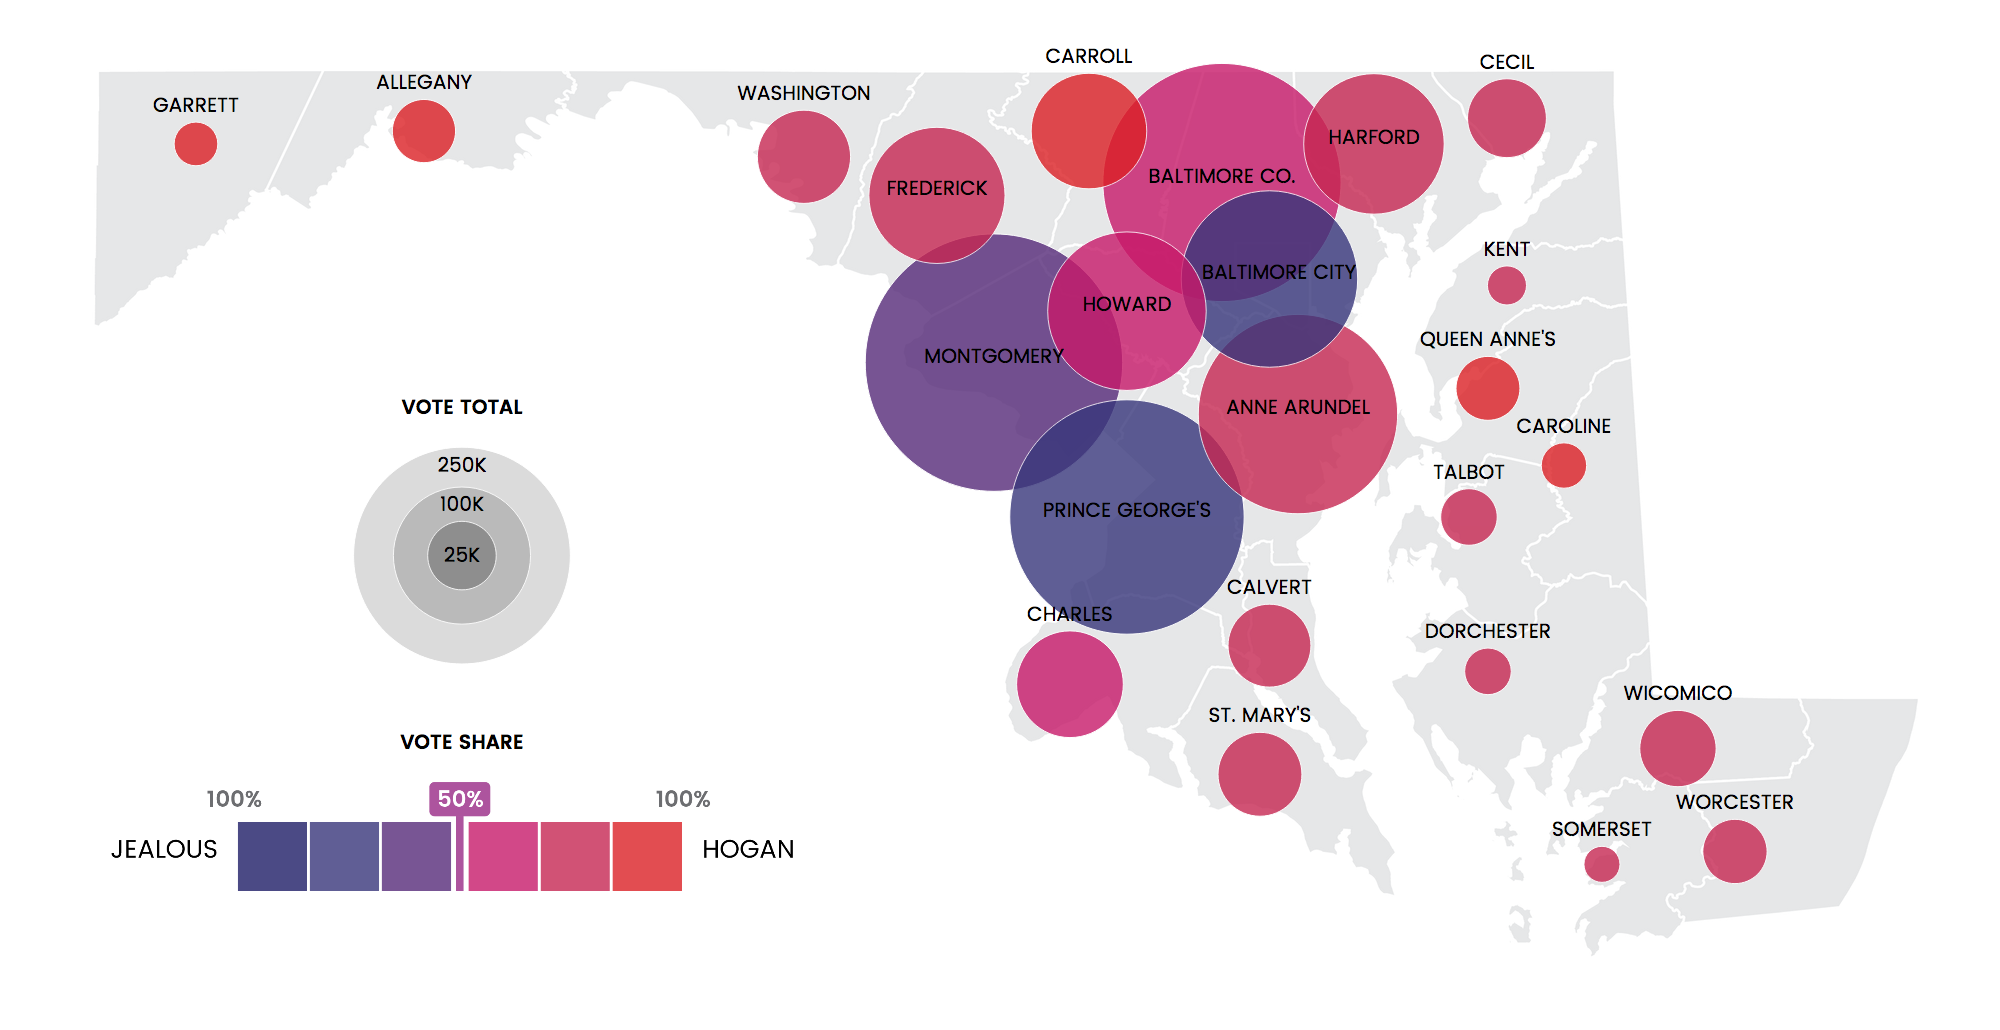 CARROLL
CECIL
ALLEGANY
WASHINGTON
GARRETT
HARFORD
BALTIMORE CO.
FREDERICK
KENT
BALTIMORE CITY
HOWARD
QUEEN ANNE'S
MONTGOMERY
VOTE TOTAL
ANNE ARUNDEL
CAROLINE
250K
TALBOT
100K
PRINCE GEORGE'S
25K
CALVERT
CHARLES
DORCHESTER
WICOMICO
ST. MARY'S
VOTE SHARE
100%
50%
100%
WORCESTER
SOMERSET
JEALOUS
HOGAN